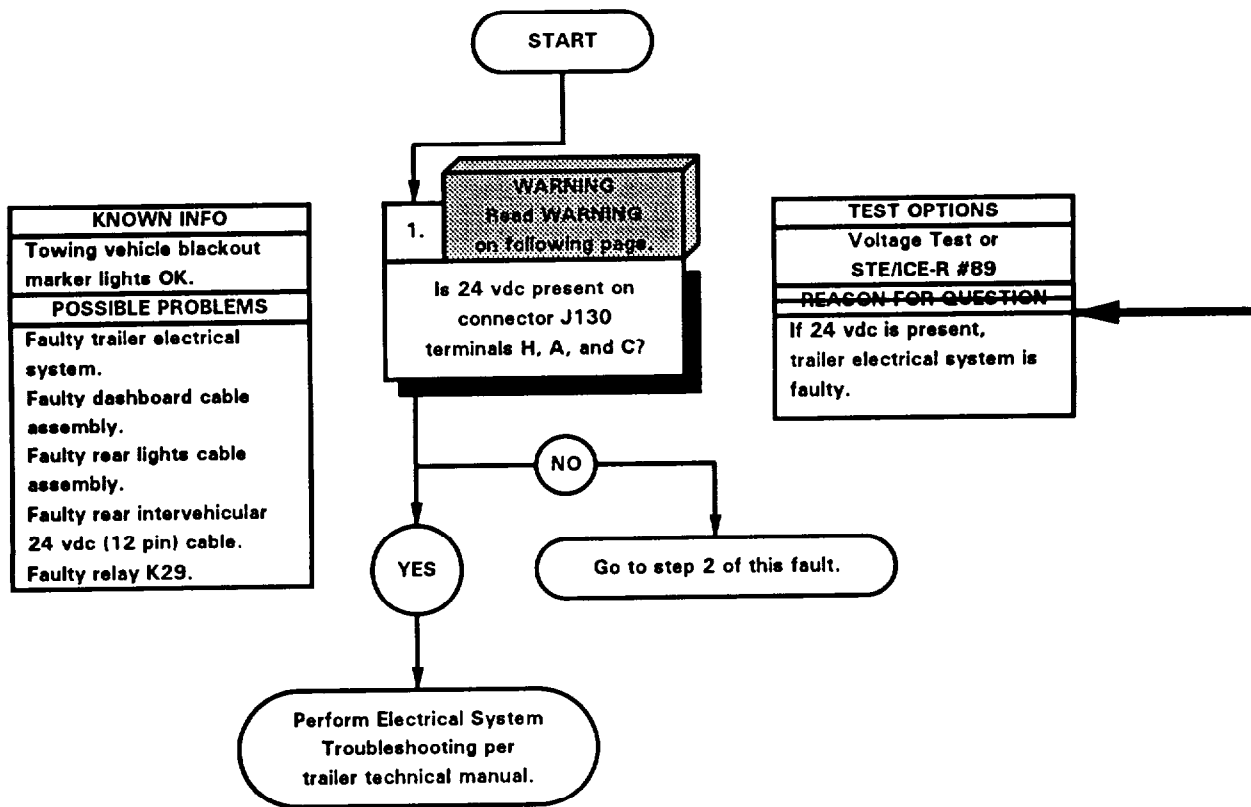 START
WARNING
Read WARNING
on following page.
1.
Is 24 vdc present on
connector J130
terminals H, A, and C?
KNOWN INFO
Towing vehicle blackout
marker lights OK.
POSSIBLE PROBLEMS
Faulty trailer electrical
system.
Faulty dashboard cable
assembly.
Faulty rear lights cable
assembly.
Faulty rear intervehicular
24 vdc (12 pin) cable.
Faulty relay K29.
TEST OPTIONS
Voltage Test or
STE/ICE-R #89
REASON FOR QUESTION
If 24 vdc is present,
trailer electrical system is
faulty.
NO
YES
Go to step 2 of this fault.
Perform Electrical System
Troubleshooting per
trailer technical manual.